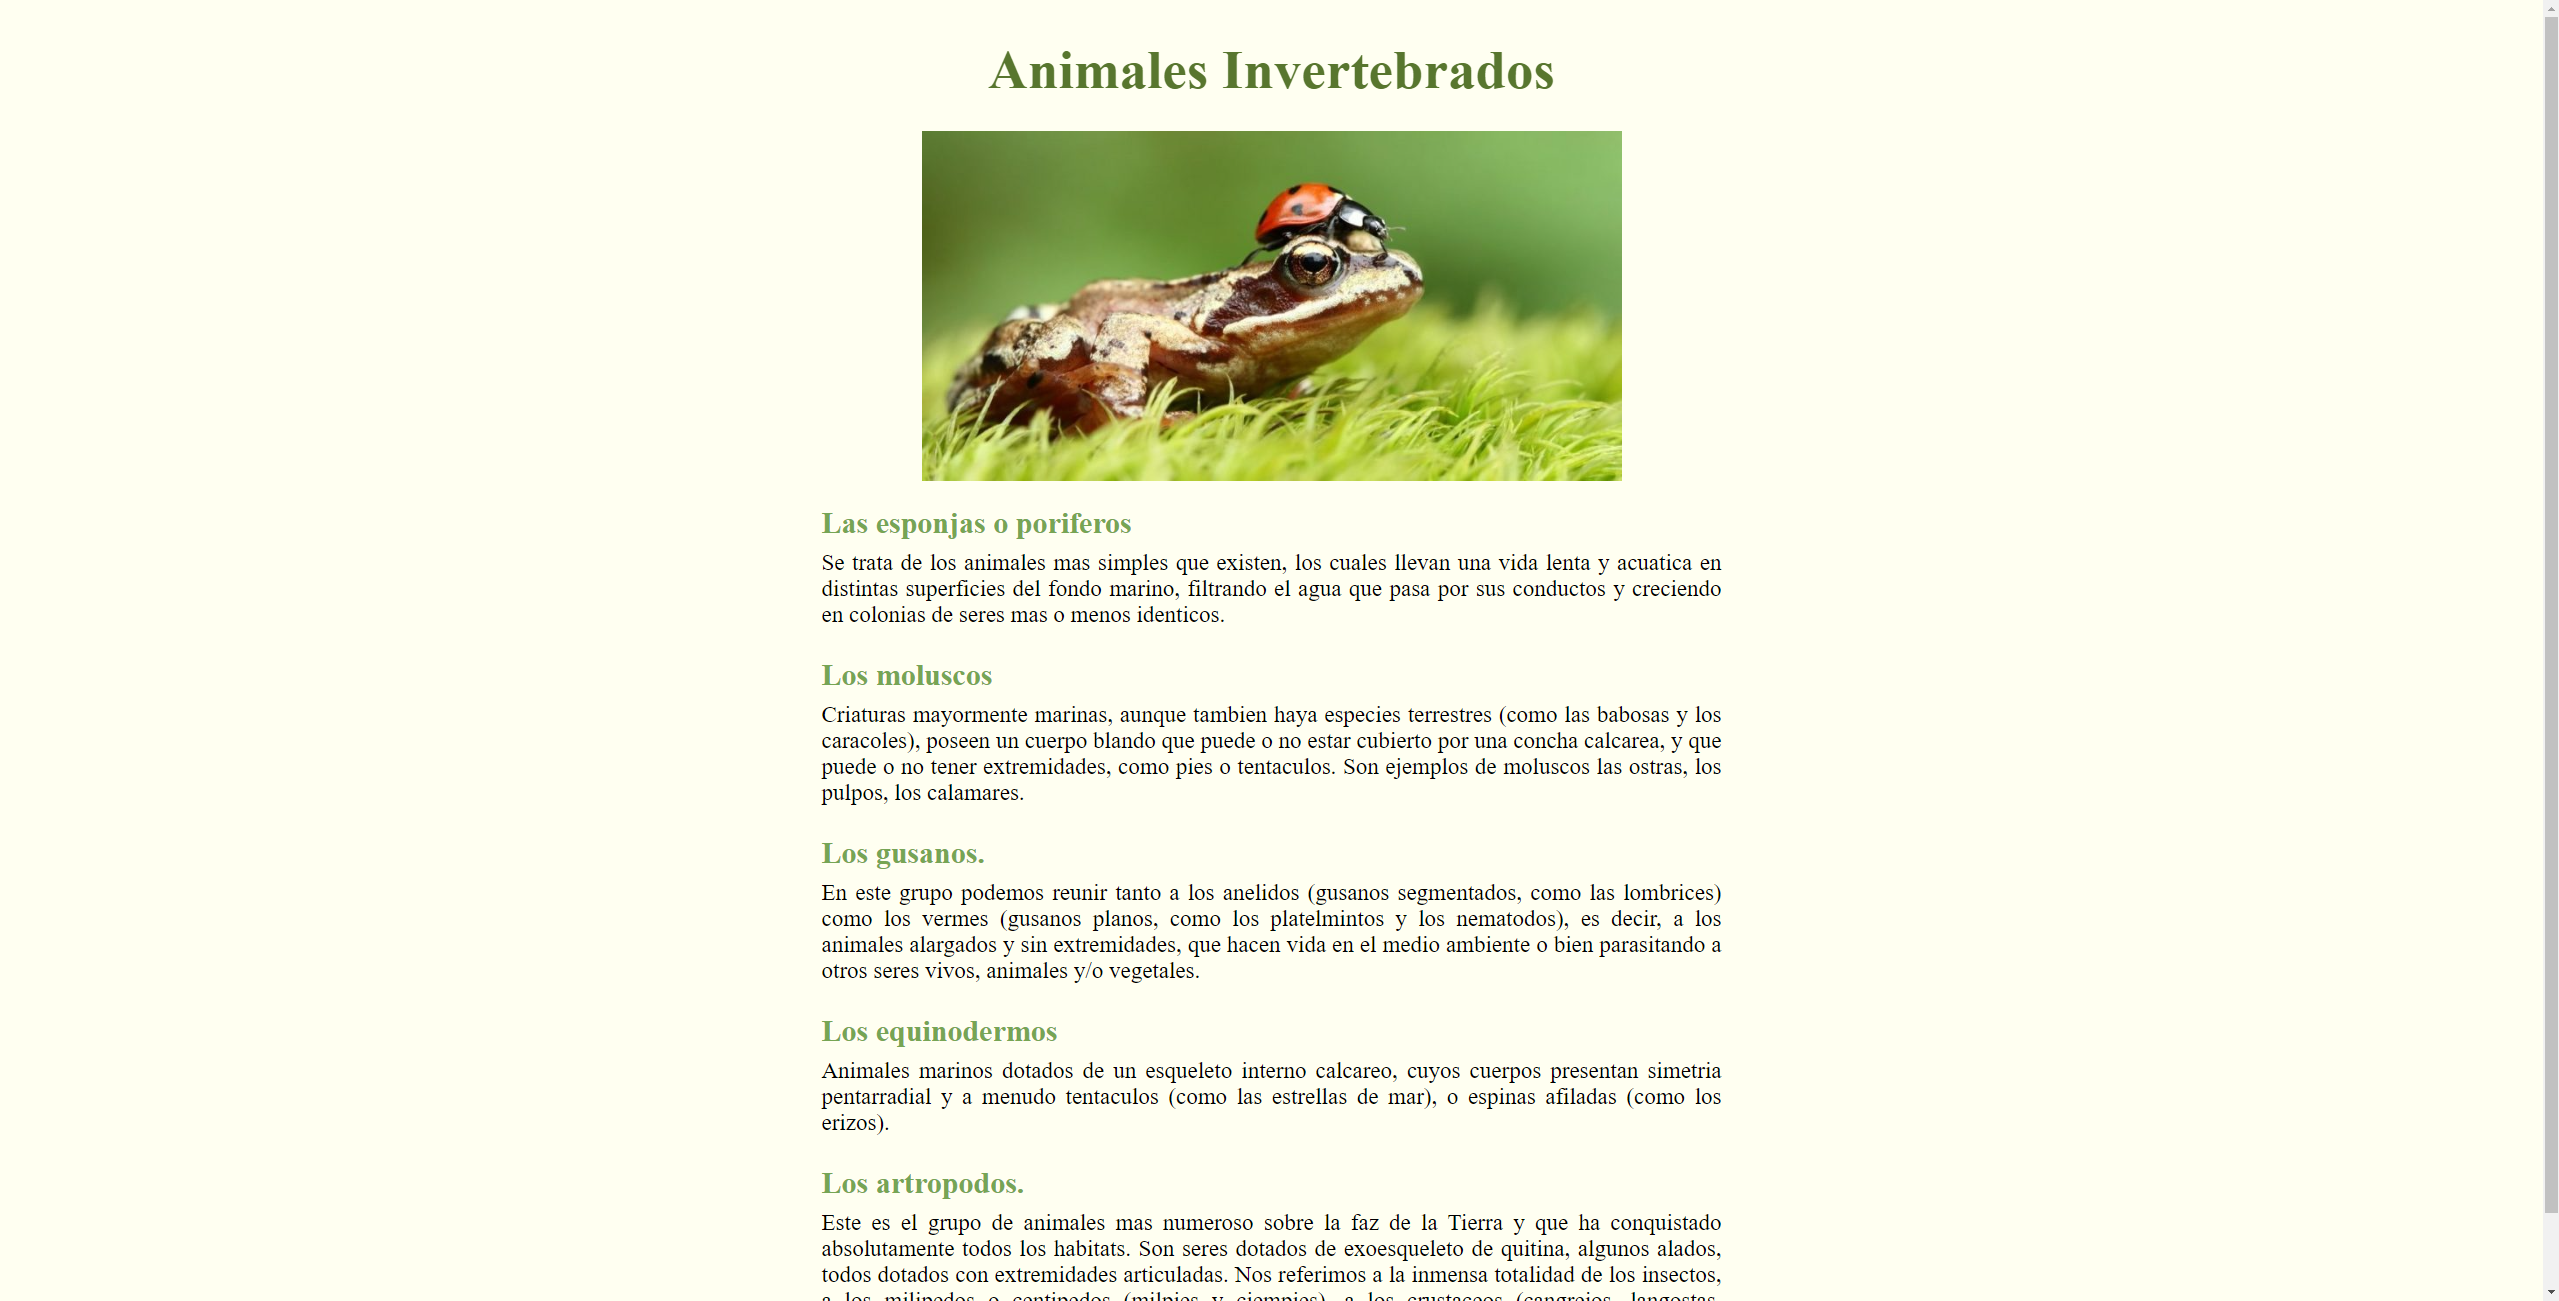 Animales Invertebrados
Las esponjas o poriferos
Se trata de los animales mas simples que existen, los cuales llevan una vida lenta y acuatica en
distintas superficies del fondo marino, filtrando el agua que pasa por sus conductos y creciendo
en colonias de seres mas o menos identicos.
Los moluscos
Criaturas mayormente marinas, aunque tambien haya especies terrestres (como las babosas y los
caracoles), poseen un cuerpo blando que puede o no estar cubierto por una concha calcarea, y que
puede o no tener extremidades, como pies o tentaculos. Son ejemplos de moluscos las ostras, los
pulpos, los calamares.
Los gusanos.
En este grupo podemos reunir tanto a los anelidos (gusanos segmentados, como las lombrices)
como los vermes (gusanos planos, como los platelmintos y los nematodos), es decir, a los
animales alargados y sin extremidades, que hacen vida en el medio ambiente o bien parasitando a
otros seres vivos, animales y/o vegetales.
Los equinodermos
Animales marinos dotados de un esqueleto interno calcareo, cuyos cuerpos presentan simetria
pentarradial y a menudo tentaculos (como las estrellas de mar), o espinas afiladas (como los
erizos).
Los artropodos.
Este es el grupo de animales mas numeroso sobre la faz de la Tierra y que ha conquistado
absolutamente todos los habitats. Son seres dotados de exoesqueleto de quitina, algunos alados,
todos dotados con extremidades articuladas. Nos referimos a la inmensa totalidad de los insectos,
a los milipedos o centipedos (milpies y ciempies), a los crustaceos (cangrejos, langostas,